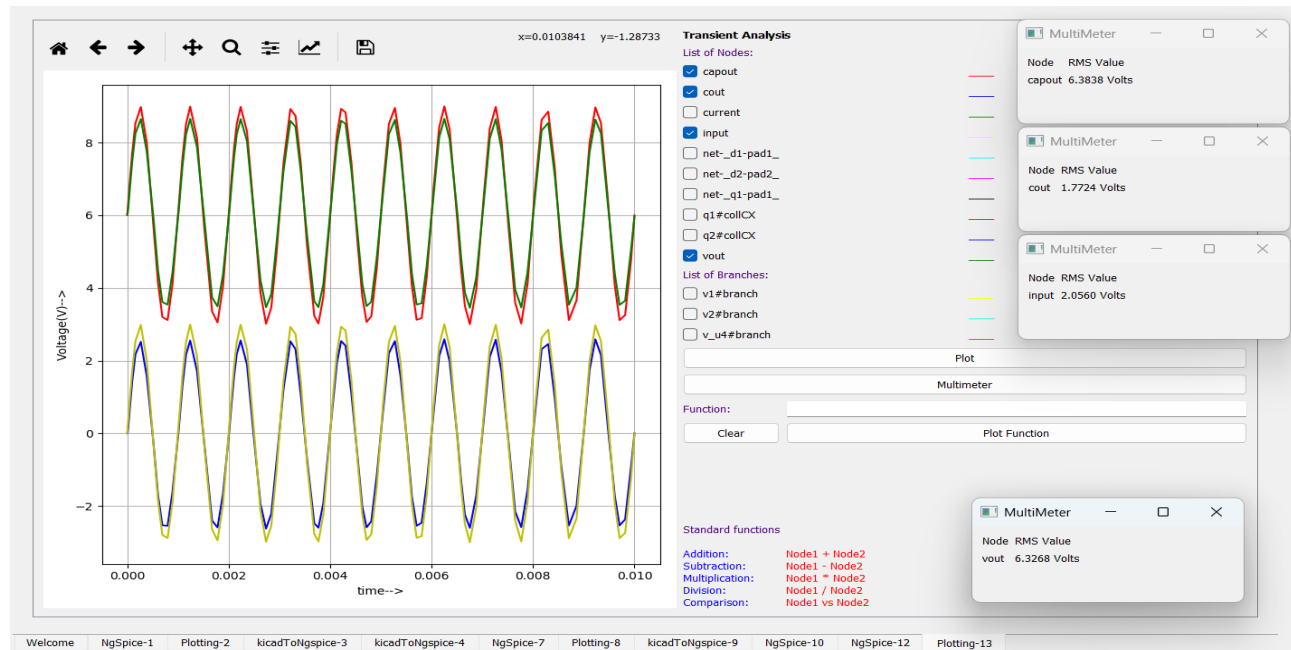 x=0.0103841 y=-1.28733
Voltage(V)-->
8
6
4
2
0
−2
0.000 0.002 0.004 0.006 0.008 0.010
time-->
Transient Analysis
List of Nodes:
capout
cout
current
input
net-_d1-pad1_
net-_d2-pad2_
net-_q1-pad1_
q1#collCX
q2#collCX
vout
List of Branches:
v1#branch
v2#branch
v_u4#branch
Plot
Multimeter
Function:
Clear Plot Function
Standard functions
Addition: Node1 + Node2
Subtraction: Node1 - Node2
Multiplication: Node1 * Node2
Division: Node1 / Node2
Comparison: Node1 vs Node2
MultiMeter
Node RMS Value
capout 6.3838 Volts
MultiMeter
Node RMS Value
cout 1.7724 Volts
MultiMeter
Node RMS Value
input 2.0560 Volts
MultiMeter
Node RMS Value
vout 6.3268 Volts
Welcome NgSpice-1 Plotting-2 kicadToNgspice-3 kicadToNgspice-4 NgSpice-7 Plotting-8 kicadToNgspice-9 NgSpice-10 NgSpice-12 Plotting-13